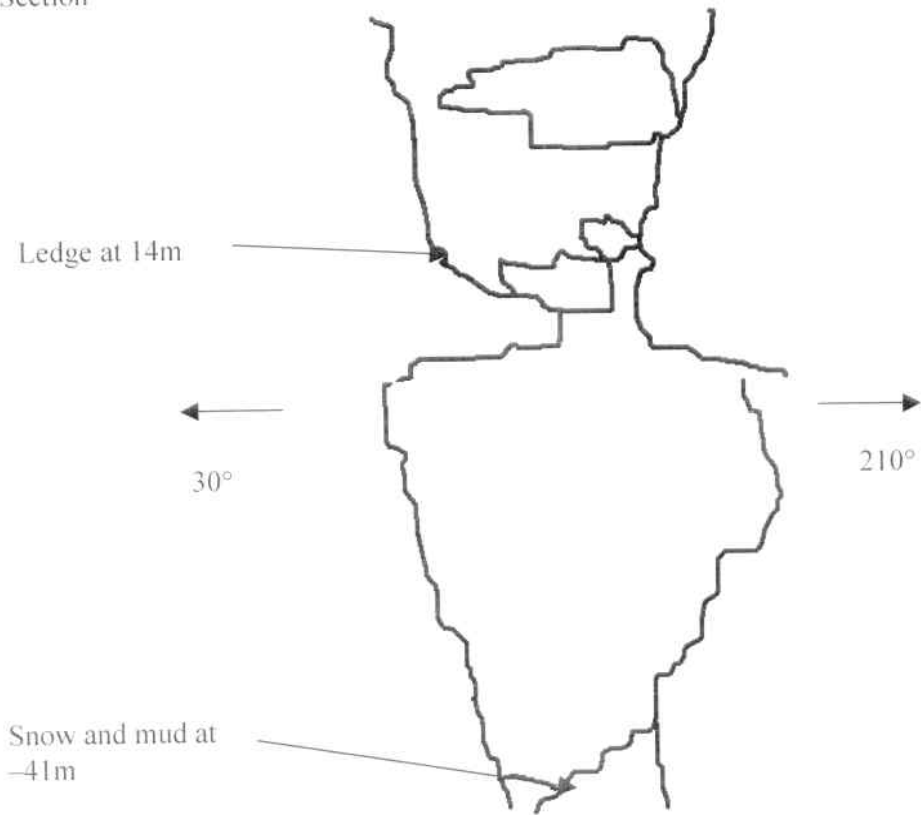 Section
Ledge at 14m
30°
210°
Snow and mud at
–41m